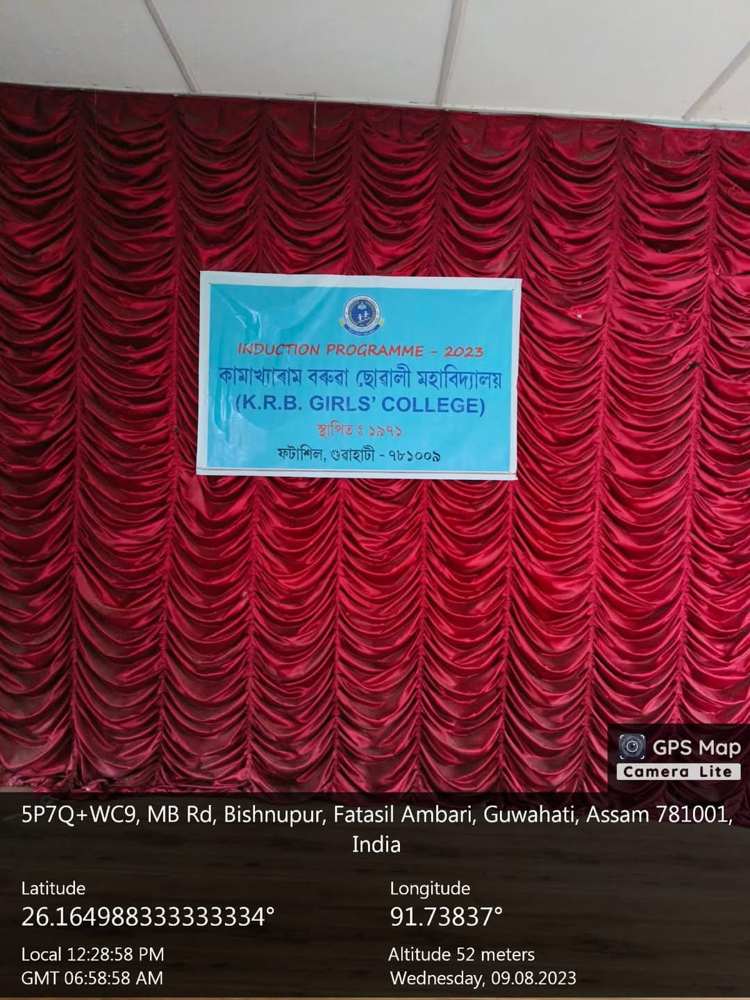 INDUCTION PROGRAMME - 2023
কামাখ্যাৰাম বৰুৱা ছোৱালী মহাবিদ্যালয়
(K.R.B. GIRLS' COLLEGE)
স্থাপিত ঃ ১৯৭১
ফটাশিল, গুৱাহাটী - ৭৮১০০৯
GPS Map
Camera Lite
5P7Q+WC9, MB Rd, Bishnupur, Fatasil Ambari, Guwahati, Assam 781001,
India
Latitude
26.164988333333334°
Longitude
91.73837°
Local 12:28:58 PM
GMT 06:58:58 AM
Altitude 52 meters
Wednesday, 09.08.2023